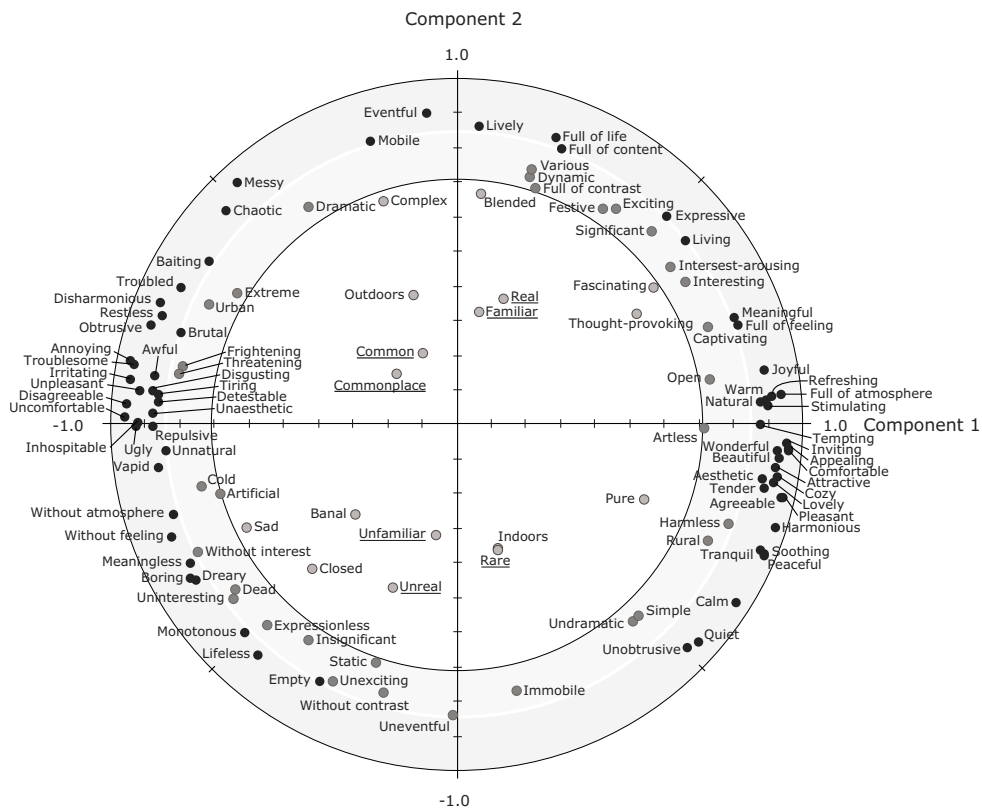 Component 2
1.0
Eventful
Lively
Full of life
Mobile
Full of content
Various
Dynamic
Messy
Full of contrast
Complex
Blended
Dramatic
Festive
Exciting
Chaotic
Expressive
Significant
Living
Baiting
Intersest-arousing
Troubled
Interesting
Fascinating
Extreme
Outdoors
Real
Disharmonious
Urban
Familiar
Restless
Meaningful
Thought-provoking
Full of feeling
Obtrusive
Brutal
Captivating
Annoying
Awful
Frightening
Common
Troublesome
Threatening
Irritating
Disgusting
Joyful
Unpleasant
Tiring
Commonplace
Open
Refreshing
Disagreeable
Detestable
Warm
Full of atmosphere
Uncomfortable
Unaesthetic
Natural
Stimulating
-1.0
1.0
Component 1
Repulsive
Artless
Tempting
Inhospitable
Ugly
Unnatural
Wonderful
Inviting
Beautiful
Appealing
Vapid
Comfortable
Cold
Aesthetic
Attractive
Artificial
Tender
Cozy
Pure
Agreeable
Lovely
Without atmosphere
Banal
Pleasant
Sad
Harmless
Harmonious
Without feeling
Unfamiliar
Indoors
Rural
Without interest
Tranquil
Soothing
Meaningless
Closed
Rare
Peaceful
Boring
Dreary
Uninteresting
Dead
Unreal
Calm
Simple
Expressionless
Undramatic
Monotonous
Insignificant
Quiet
Lifeless
Static
Unobtrusive
Empty
Unexciting
Immobile
Without contrast
Uneventful
-1.0